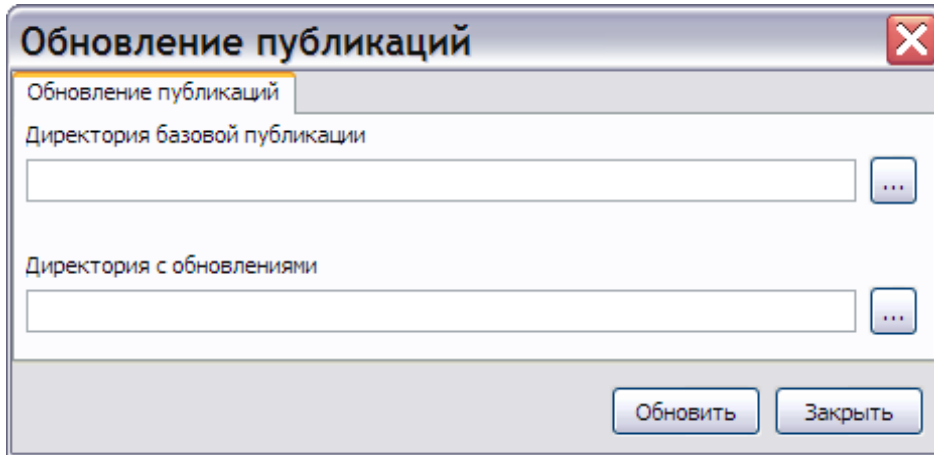 Обновление публикаций
Обновление публикаций
Директория базовой публикации
...
Директория с обновлениями
...
Обновить Закрыть